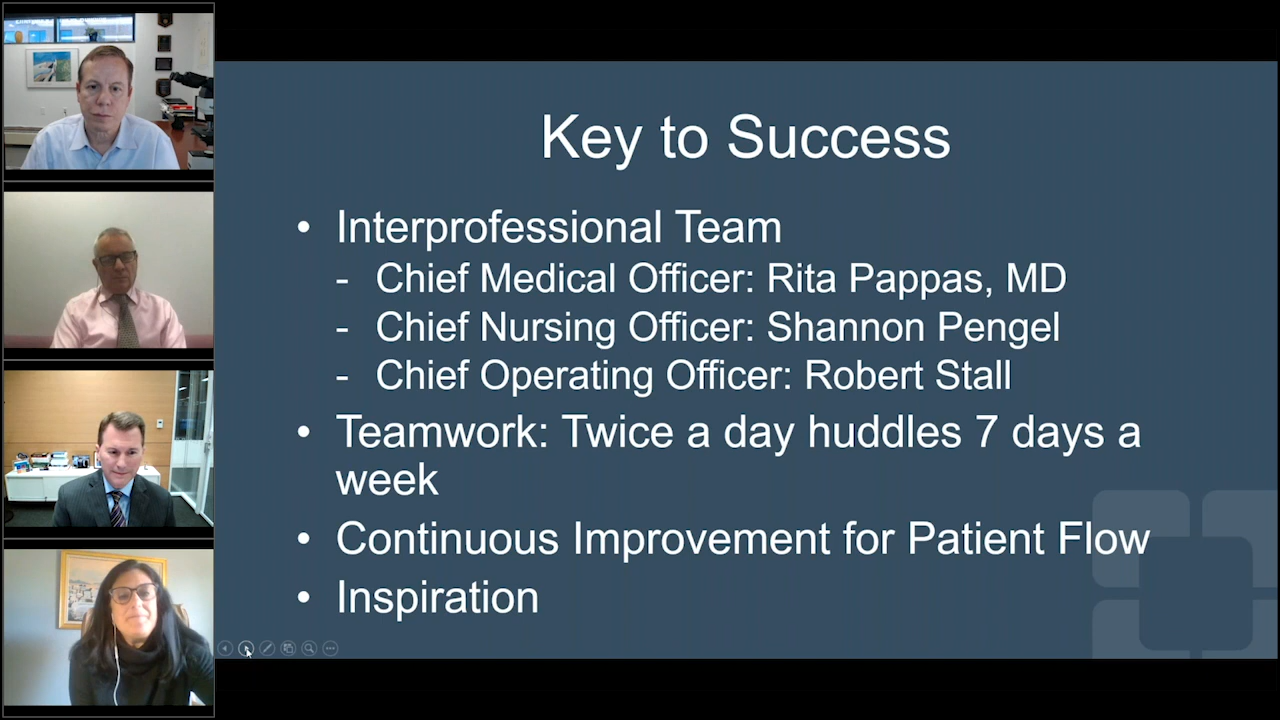 Key to Success
• Interprofessional Team
- Chief Medical Officer: Rita Pappas, MD
- Chief Nursing Officer: Shannon Pengel
- Chief Operating Officer: Robert Stall
• Teamwork: Twice a day huddles 7 days a
week
• Continuous Improvement for Patient Flow
• Inspiration